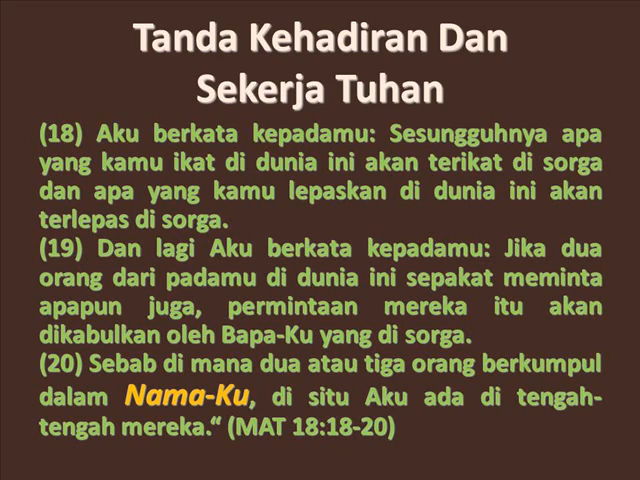 Tanda Kehadiran Dan
Sekerja Tuhan
(18) Aku berkata kepadamu: Sesungguhnya apa
yang kamu ikat di dunia ini akan terikat di sorga
dan apa yang kamu lepaskan di dunia ini akan
terlepas di sorga.
(19) Dan lagi Aku berkata kepadamu: Jika dua
orang dari padamu di dunia ini sepakat meminta
apapun juga, permintaan mereka itu akan
dikabulkan oleh Bapa-Ku yang di sorga.
(20) Sebab di mana dua atau tiga orang berkumpul
dalam Nama-Ku, di situ Aku ada di tengah-
tengah mereka.“ (MAT 18:18-20)